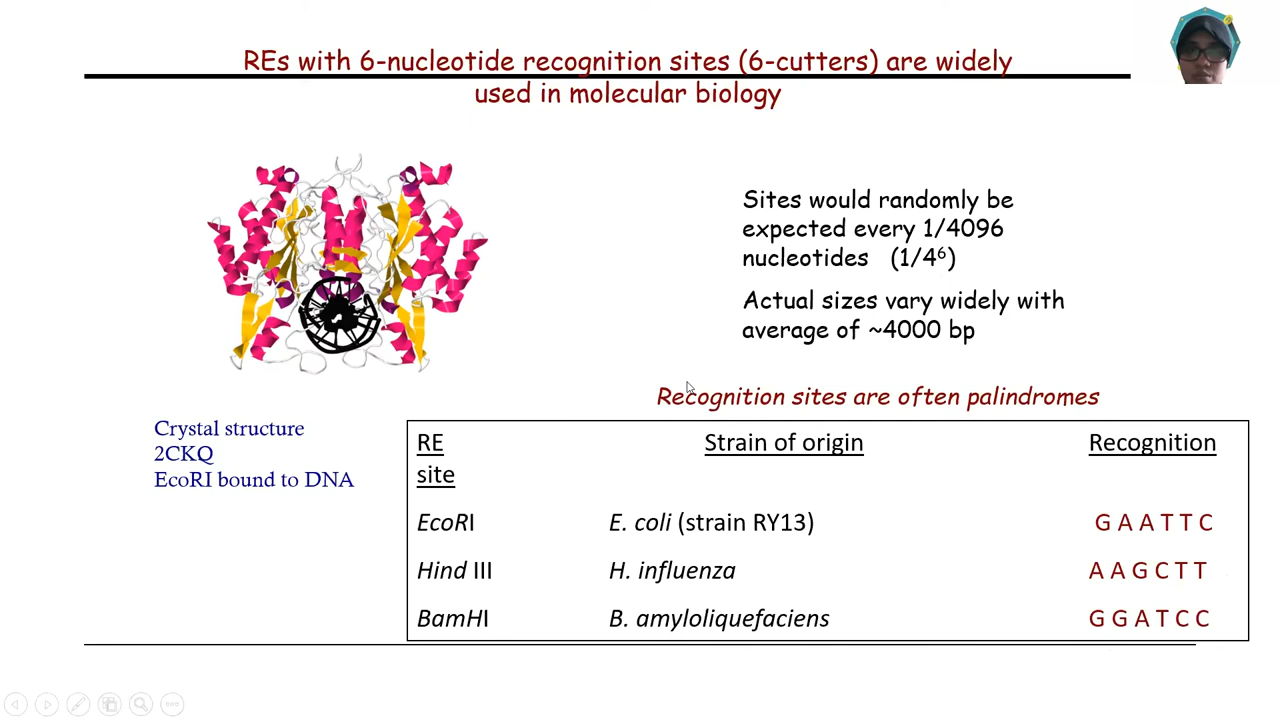 REs with 6-nucleotide recognition sites (6-cutters) are widely
used in molecular biology
Sites would randomly be
expected every 1/4096
nucleotides (1/4⁶)
Actual sizes vary widely with
average of ~4000 bp
Recognition sites are often palindromes
Crystal structure
2CKQ
EcoRI bound to DNA
RE Strain of origin Recognition
site
EcoRI E. coli (strain RY13) G A A T T C
Hind III H. influenza A A G C T T
BamHI B. amyloliquefaciens G G A T C C